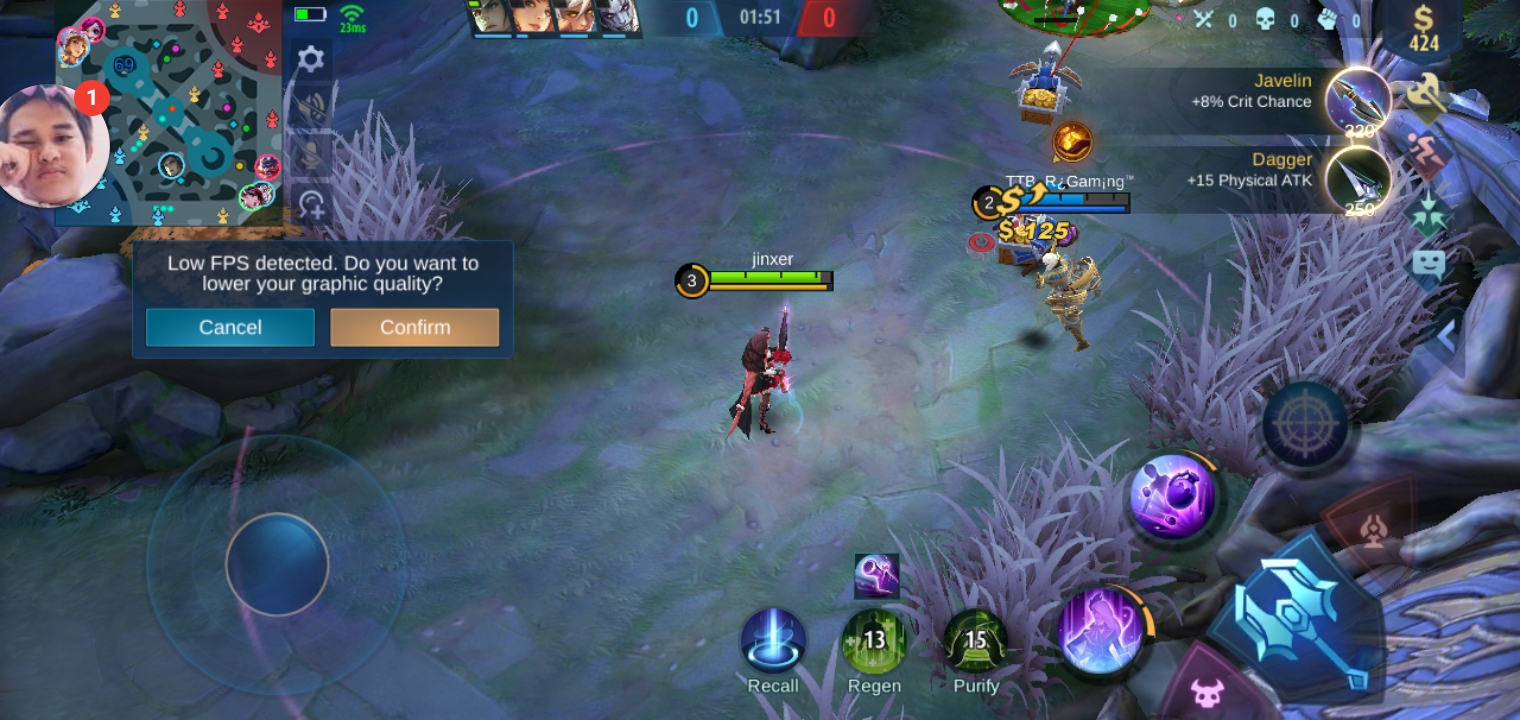 23ms
0
01:51
0
0
0
0
$
424
69
1
Javelin
+8% Crit Chance
220
Dagger
+15 Physical ATK
250
TTB_R¿Gam¡ng™
2
$
$ 125
Low FPS detected. Do you want to
lower your graphic quality?
Cancel
Confirm
jinxer
3
13
15
Recall
Regen
Purify